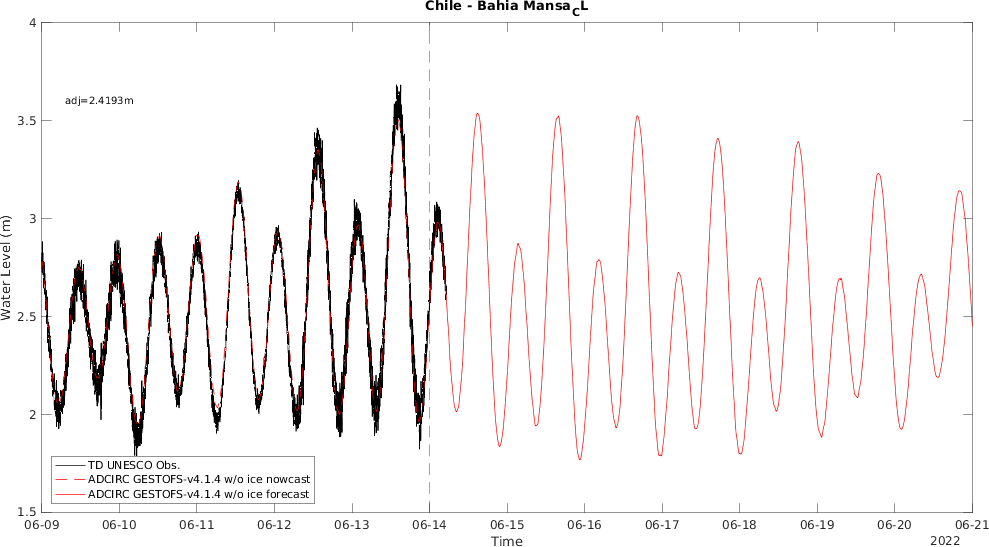 Chile - Bahia Mansa_CL
4
adj=2.4193m
3.5
3
Water Level (m)
2.5
2
TD UNESCO Obs.
ADCIRC GESTOFS-v4.1.4 w/o ice nowcast
ADCIRC GESTOFS-v4.1.4 w/o ice forecast
1.5
06-09 06-10 06-11 06-12 06-13 06-14 06-15 06-16 06-17 06-18 06-19 06-20 06-21
Time
2022